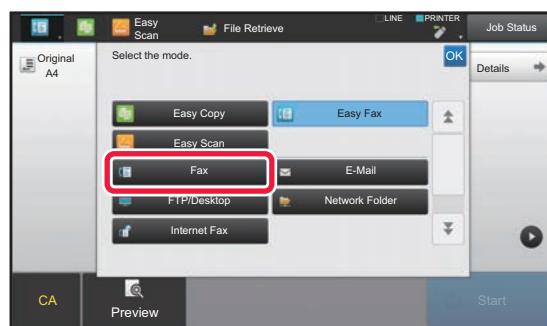 Easy
Scan
File Retrieve
LINE
PRINTER
Job Status
Original
A4
Select the mode.
OK
Details
Easy Copy
Easy Fax
Easy Scan
Fax
E-Mail
FTP/Desktop
Network Folder
Internet Fax
CA
Preview
Start